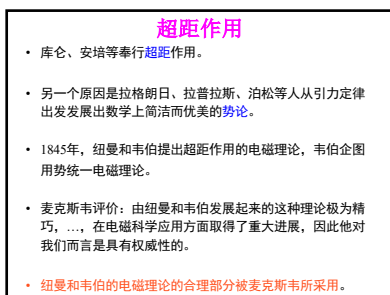 超距作用
• 库仑、安培等奉行超距作用。
• 另一个原因是拉格朗日、拉普拉斯、泊松等人从引力定律
出发发展出数学上简洁而优美的势论。
• 1845年，纽曼和韦伯提出超距作用的电磁理论，韦伯企图
用势统一电磁理论。
• 麦克斯韦评价：由纽曼和韦伯发展起来的这种理论极为精
巧，…，在电磁科学应用方面取得了重大进展，因此他对
我们而言是具有权威性的。
• 纽曼和韦伯的电磁理论的合理部分被麦克斯韦所采用。